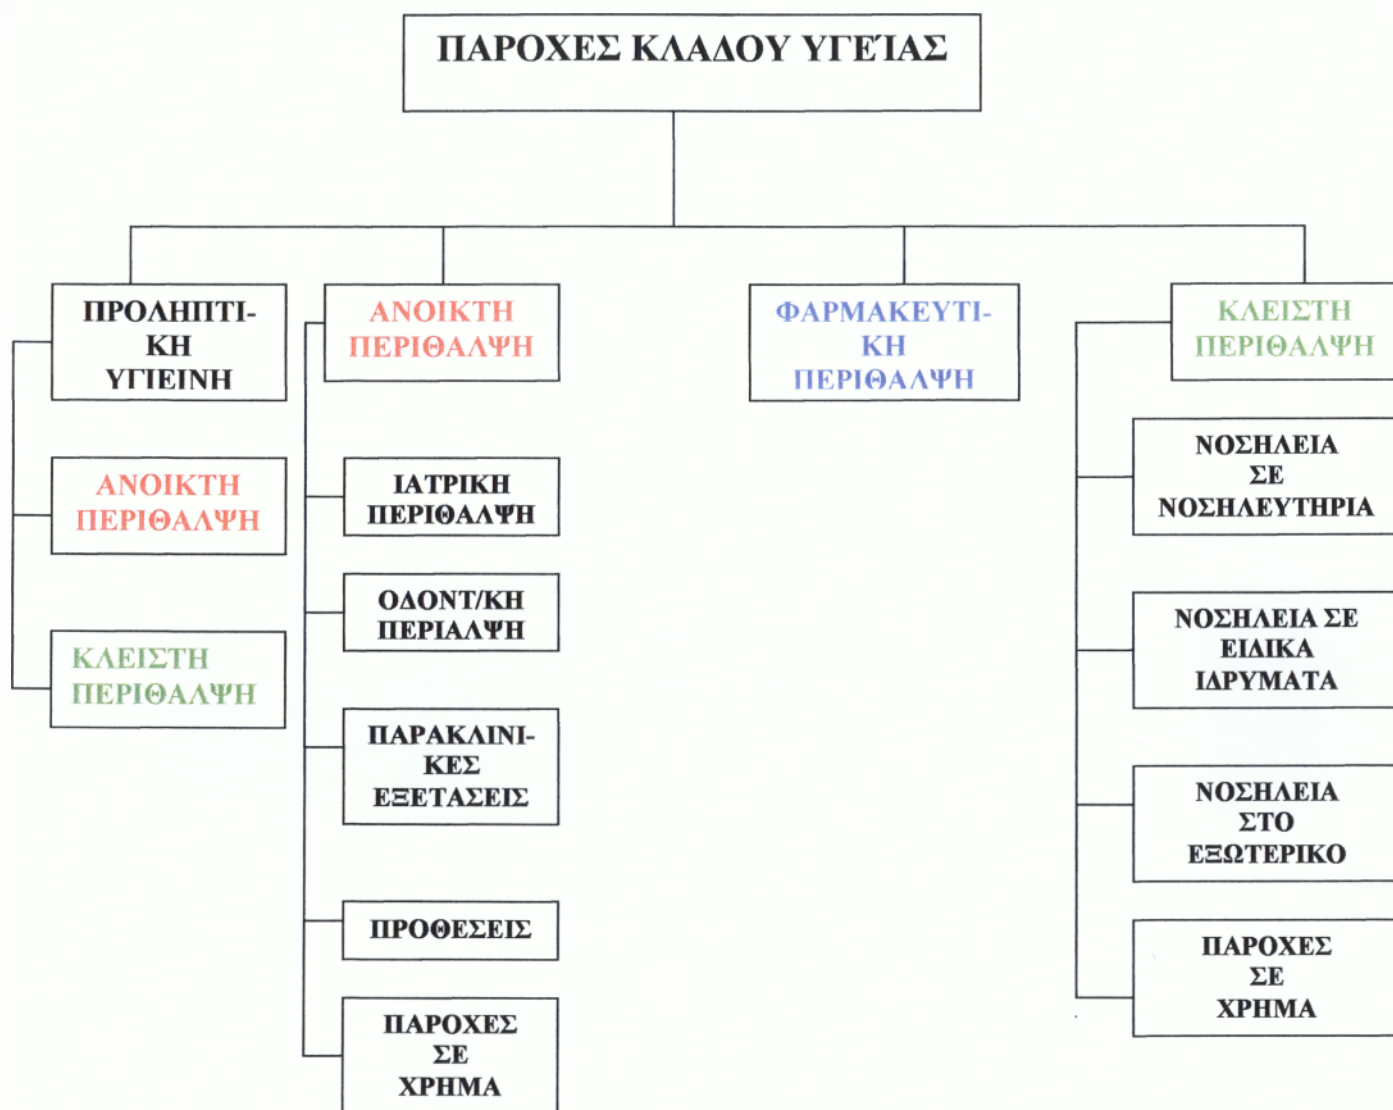 ΠΑΡΟΧΕΣ ΚΛΑΔΟΥ ΥΓΕΊΑΣ
ΠΡΟΛΗΠΤΙ-
ΚΗ
ΥΓΙΕΙΝΗ
ΑΝΟΙΚΤΗ
ΠΕΡΙΘΑΛΨΗ
ΚΛΕΙΣΤΗ
ΠΕΡΙΘΑΛΨΗ
ΑΝΟΙΚΤΗ
ΠΕΡΙΘΑΛΨΗ
ΙΑΤΡΙΚΗ
ΠΕΡΙΘΑΛΨΗ
ΟΔΟΝΤ/ΚΗ
ΠΕΡΙΑΛΨΗ
ΠΑΡΑΚΛΙΝΙ-
ΚΕΣ
ΕΞΕΤΑΣΕΙΣ
ΠΡΟΘΕΣΕΙΣ
ΠΑΡΟΧΕΣ
ΣΕ
ΧΡΗΜΑ
ΦΑΡΜΑΚΕΥΤΙ-
ΚΗ
ΠΕΡΙΘΑΛΨΗ
ΚΛΕΙΣΤΗ
ΠΕΡΙΘΑΛΨΗ
ΝΟΣΗΛΕΙΑ
ΣΕ
ΝΟΣΗΛΕΥΤΗΡΙΑ
ΝΟΣΗΛΕΙΑ ΣΕ
ΕΙΔΙΚΑ
ΙΔΡΥΜΑΤΑ
ΝΟΣΗΛΕΙΑ
ΣΤΟ
ΕΞΩΤΕΡΙΚΟ
ΠΑΡΟΧΕΣ
ΣΕ
ΧΡΗΜΑ